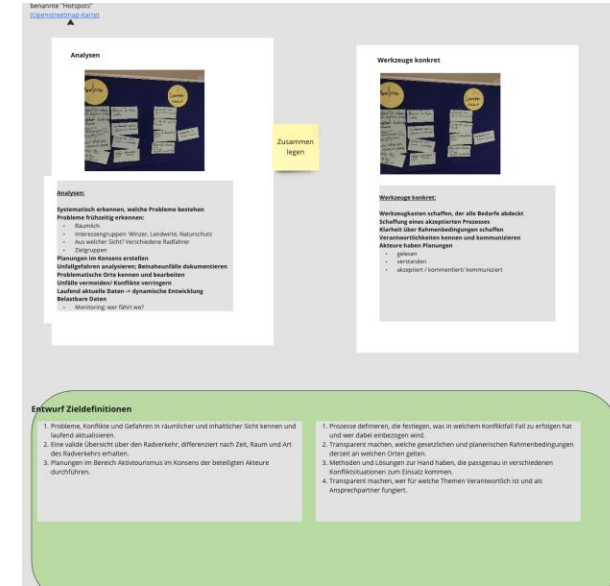 benannte "Hotspots"
(Openstreetmap-Karte)
Analysen
Zusammen
legen
Analysen:
Systematisch erkennen, welche Probleme bestehen
Probleme frühzeitig erkennen:
• Räumlich
• Interessengruppen: Winzer, Landwirte, Naturschutz
• Aus welcher Sicht? Verschiedene Radfahrer
• Zielgruppen
Planungen im Konsens erstellen
Unfallgefahren analysieren; Beinaheunfälle dokumentieren
Problematische Orte kennen und bearbeiten
Unfälle vermeiden/ Konflikte verringern
Laufend aktuelle Daten -> dynamische Entwicklung
Belastbare Daten
• Monitoring: wer fährt wo?
Werkzeuge konkret
Werkzeuge konkret:
Werkzeugkasten schaffen, der alle Bedarfe abdeckt
Schaffung eines akzeptierten Prozesses
Klarheit über Rahmenbedingungen schaffen
Verantwortlichkeiten kennen und kommunizieren
Akteure haben Planungen
• gelesen
• verstanden
• akzeptiert / kommentiert/ kommuniziert
Entwurf Zieldefinitionen
1. Probleme, Konflikte und Gefahren in räumlicher und inhaltlicher Sicht kennen und
laufend aktualisieren.
2. Eine valide Übersicht über den Radverkehr, differenziert nach Zeit, Raum und Art
des Radverkehrs erhalten.
3. Planungen im Bereich Aktivtourismus im Konsens der beteiligten Akteure
durchführen.
1. Prozesse definieren, die festlegen, was in welchem Konfliktfall Fall zu erfolgen hat
und wer dabei einbezogen wird.
2. Transparent machen, welche gesetzlichen und planerischen Rahmenbedingungen
derzeit an welchen Orten gelten.
3. Methoden und Lösungen zur Hand haben, die passgenau in verschiedenen
Konfliktsituationen zum Einsatz kommen.
4. Transparent machen, wer für welche Themen Verantwortlich ist und als
Ansprechpartner fungiert.